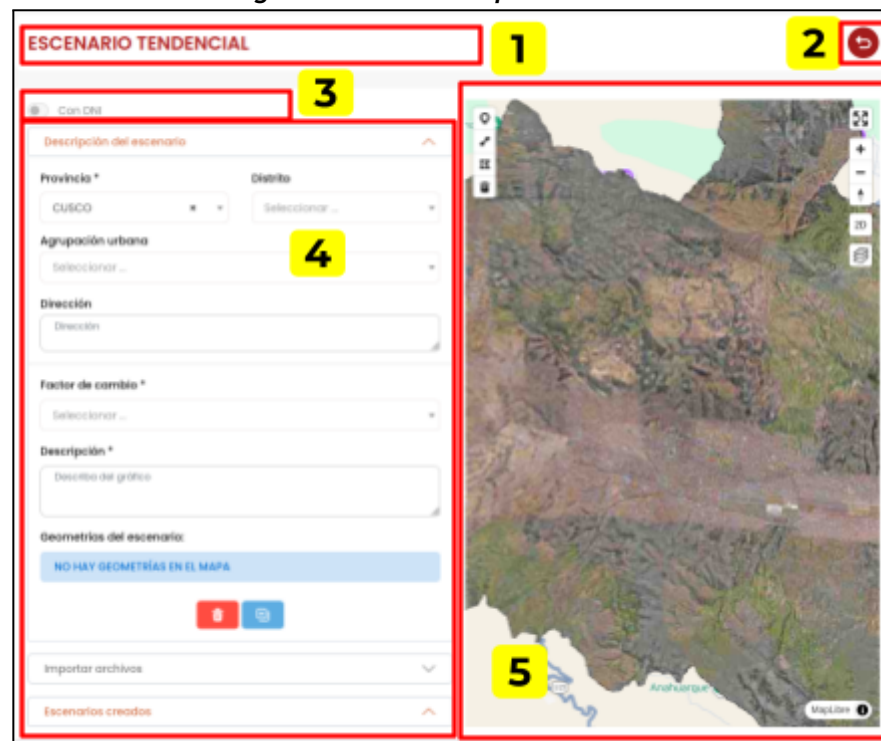 ESCENARIO TENDENCIAL
1
2
3
Con DNI
Descripción del escenario
Provincia *
Distrito
CUSCO
Seleccionar ...
4
Agrupación urbana
Seleccionar ...
Dirección
Dirección
Factor de cambio *
Seleccionar ...
Descripción *
Describa del gráfico
Geometrías del escenario:
NO HAY GEOMETRÍAS EN EL MAPA
Importar archivos
Escenarios creados
2D
5
Anahuarque
MapLibre